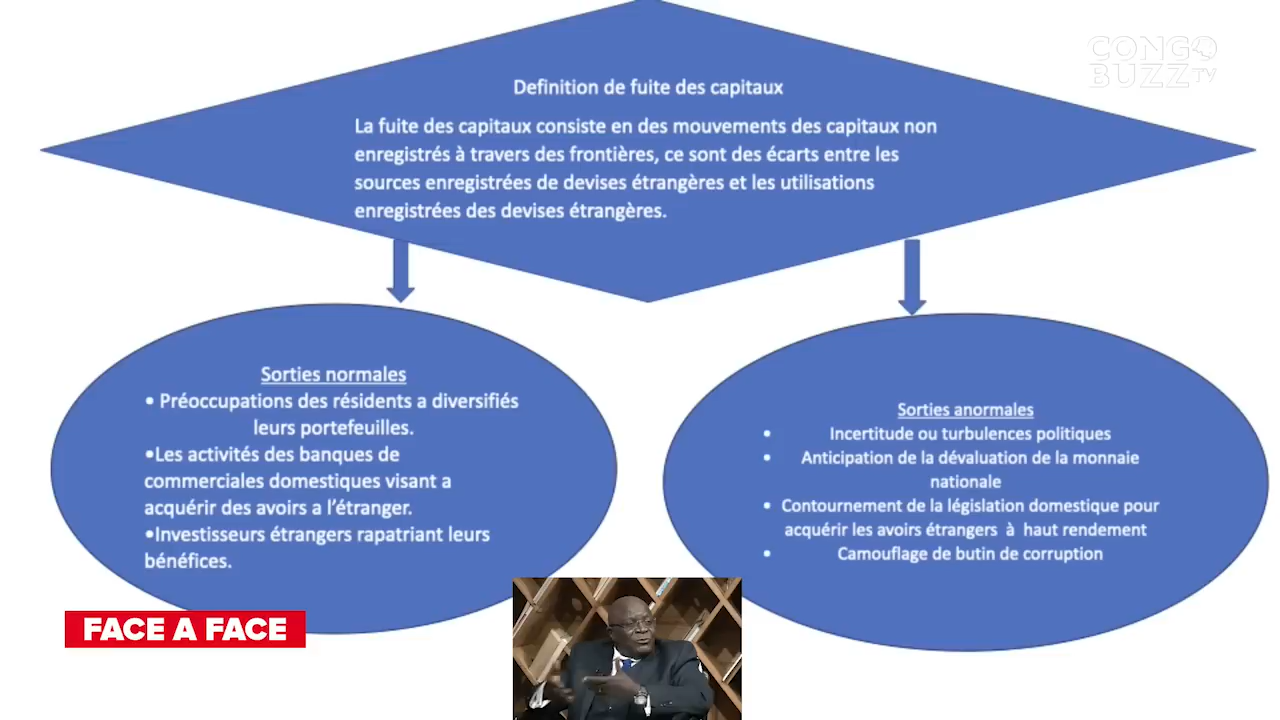 CONGO
BUZZ TV
Definition de fuite des capitaux
La fuite des capitaux consiste en des mouvements des capitaux non
enregistrés à travers des frontières, ce sont des écarts entre les
sources enregistrées de devises étrangères et les utilisations
enregistrées des devises étrangères.
Sorties normales
• Préoccupations des résidents a diversifiés
leurs portefeuilles.
•Les activités des banques de
commerciales domestiques visant a
acquérir des avoirs a l’étranger.
•Investisseurs étrangers rapatriant leurs
bénéfices.
Sorties anormales
• Incertitude ou turbulences politiques
• Anticipation de la dévaluation de la monnaie
nationale
• Contournement de la législation domestique pour
acquérir les avoirs étrangers à haut rendement
• Camouflage de butin de corruption
FACE A FACE